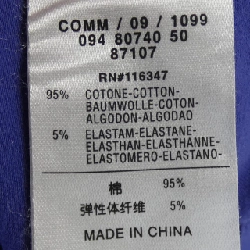 COMM / 09 / 1099
094 80740 50
87107
RN#116347
95% COTONE-COTTON-
BAUMWOLLE-COTON-
ALGODON-ALGODAO
5% ELASTAM-ELASTANE-
ELASTHAN-ELASTHANNE-
ELASTOMERO-ELASTANO-
棉 95%
弹性体纤维 5%
MADE IN CHINA